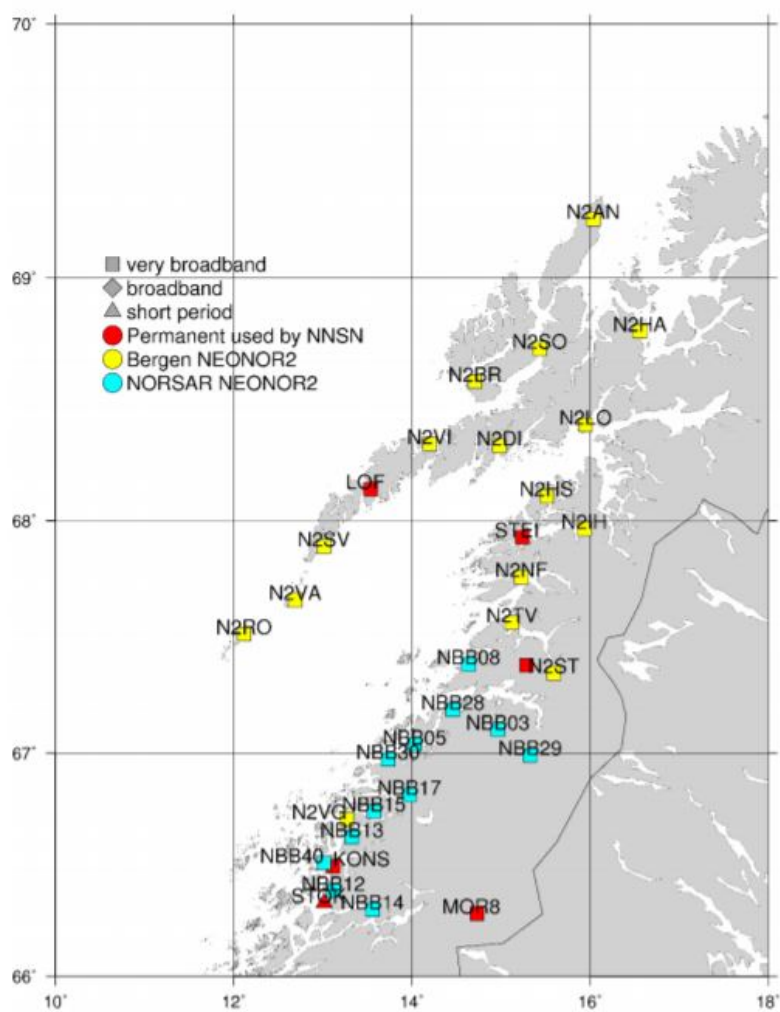 70°
N2AN
69°
very broadband
broadband
short period
Permanent used by NNSN
Bergen NEONOR2
NORSAR NEONOR2
N2HA
N2SO
N2BR
N2LO
N2VI
N2DI
LOF
N2HS
68°
STEI
N2IH
N2SV
N2NF
N2VA
N2TV
N2RO
NBB08
N2ST
NBB28
NBB03
NBB05
67°
NBB30
NBB29
NBB17
NBB15
N2VG
NBB13
NBB40
KONS
NBB12
NBB14
MOR8
66°
10°
12°
14°
16°
18°